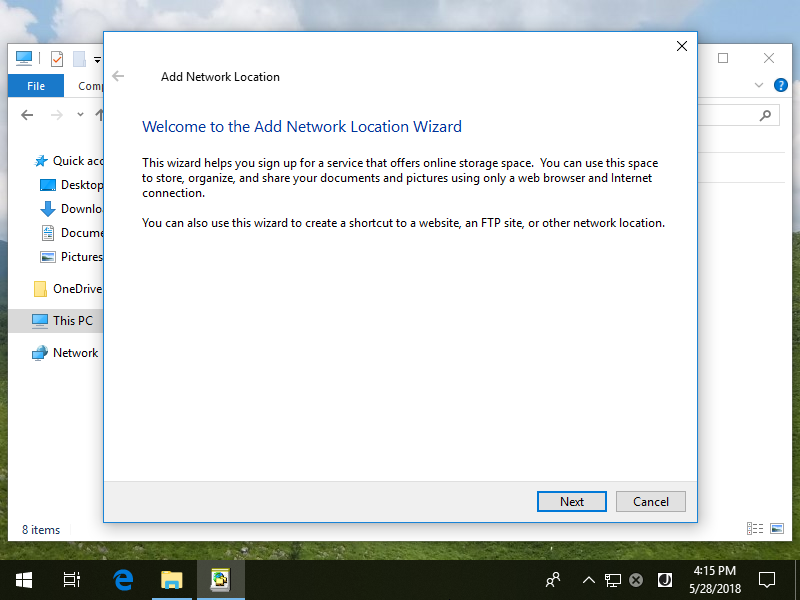 Add Network Location
File
Comp
Welcome to the Add Network Location Wizard
This wizard helps you sign up for a service that offers online storage space.  You can use this space
to store, organize, and share your documents and pictures using only a web browser and Internet
connection.
You can also use this wizard to create a shortcut to a website, an FTP site, or other network location.
Quick acc
Desktop
Downlo
Docume
Pictures
OneDrive
This PC
Network
Next
Cancel
8 items
4:15 PM
5/28/2018